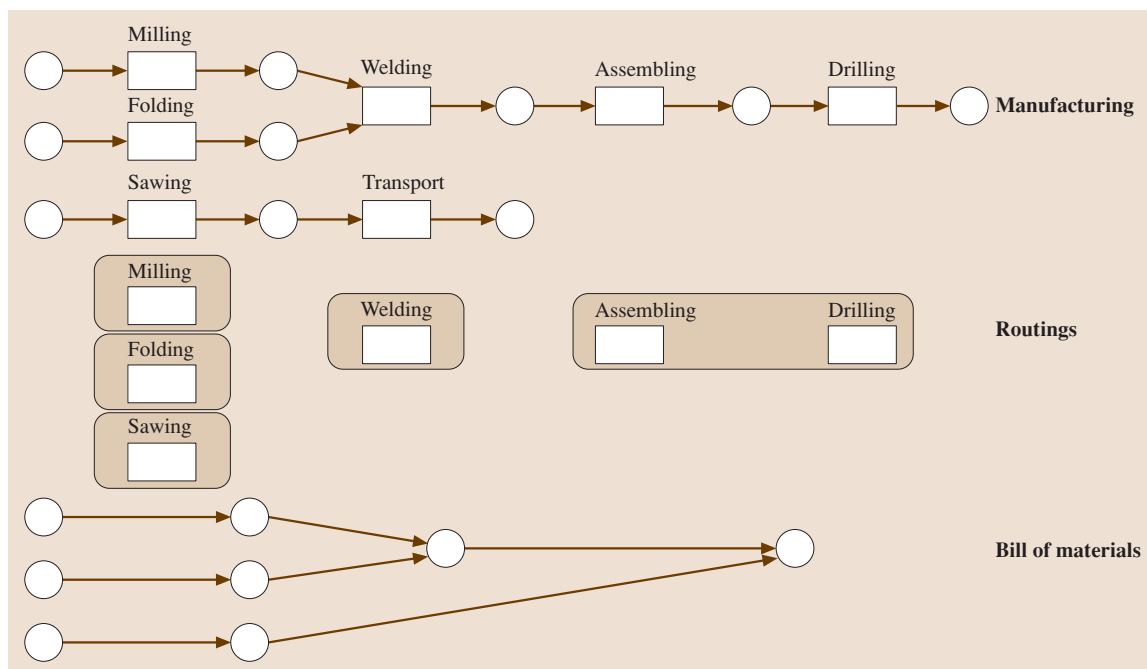 Milling
Welding
Assembling
Drilling
Folding
Manufacturing
Sawing
Transport
Milling
Welding
Assembling
Drilling
Routings
Folding
Sawing
Bill of materials